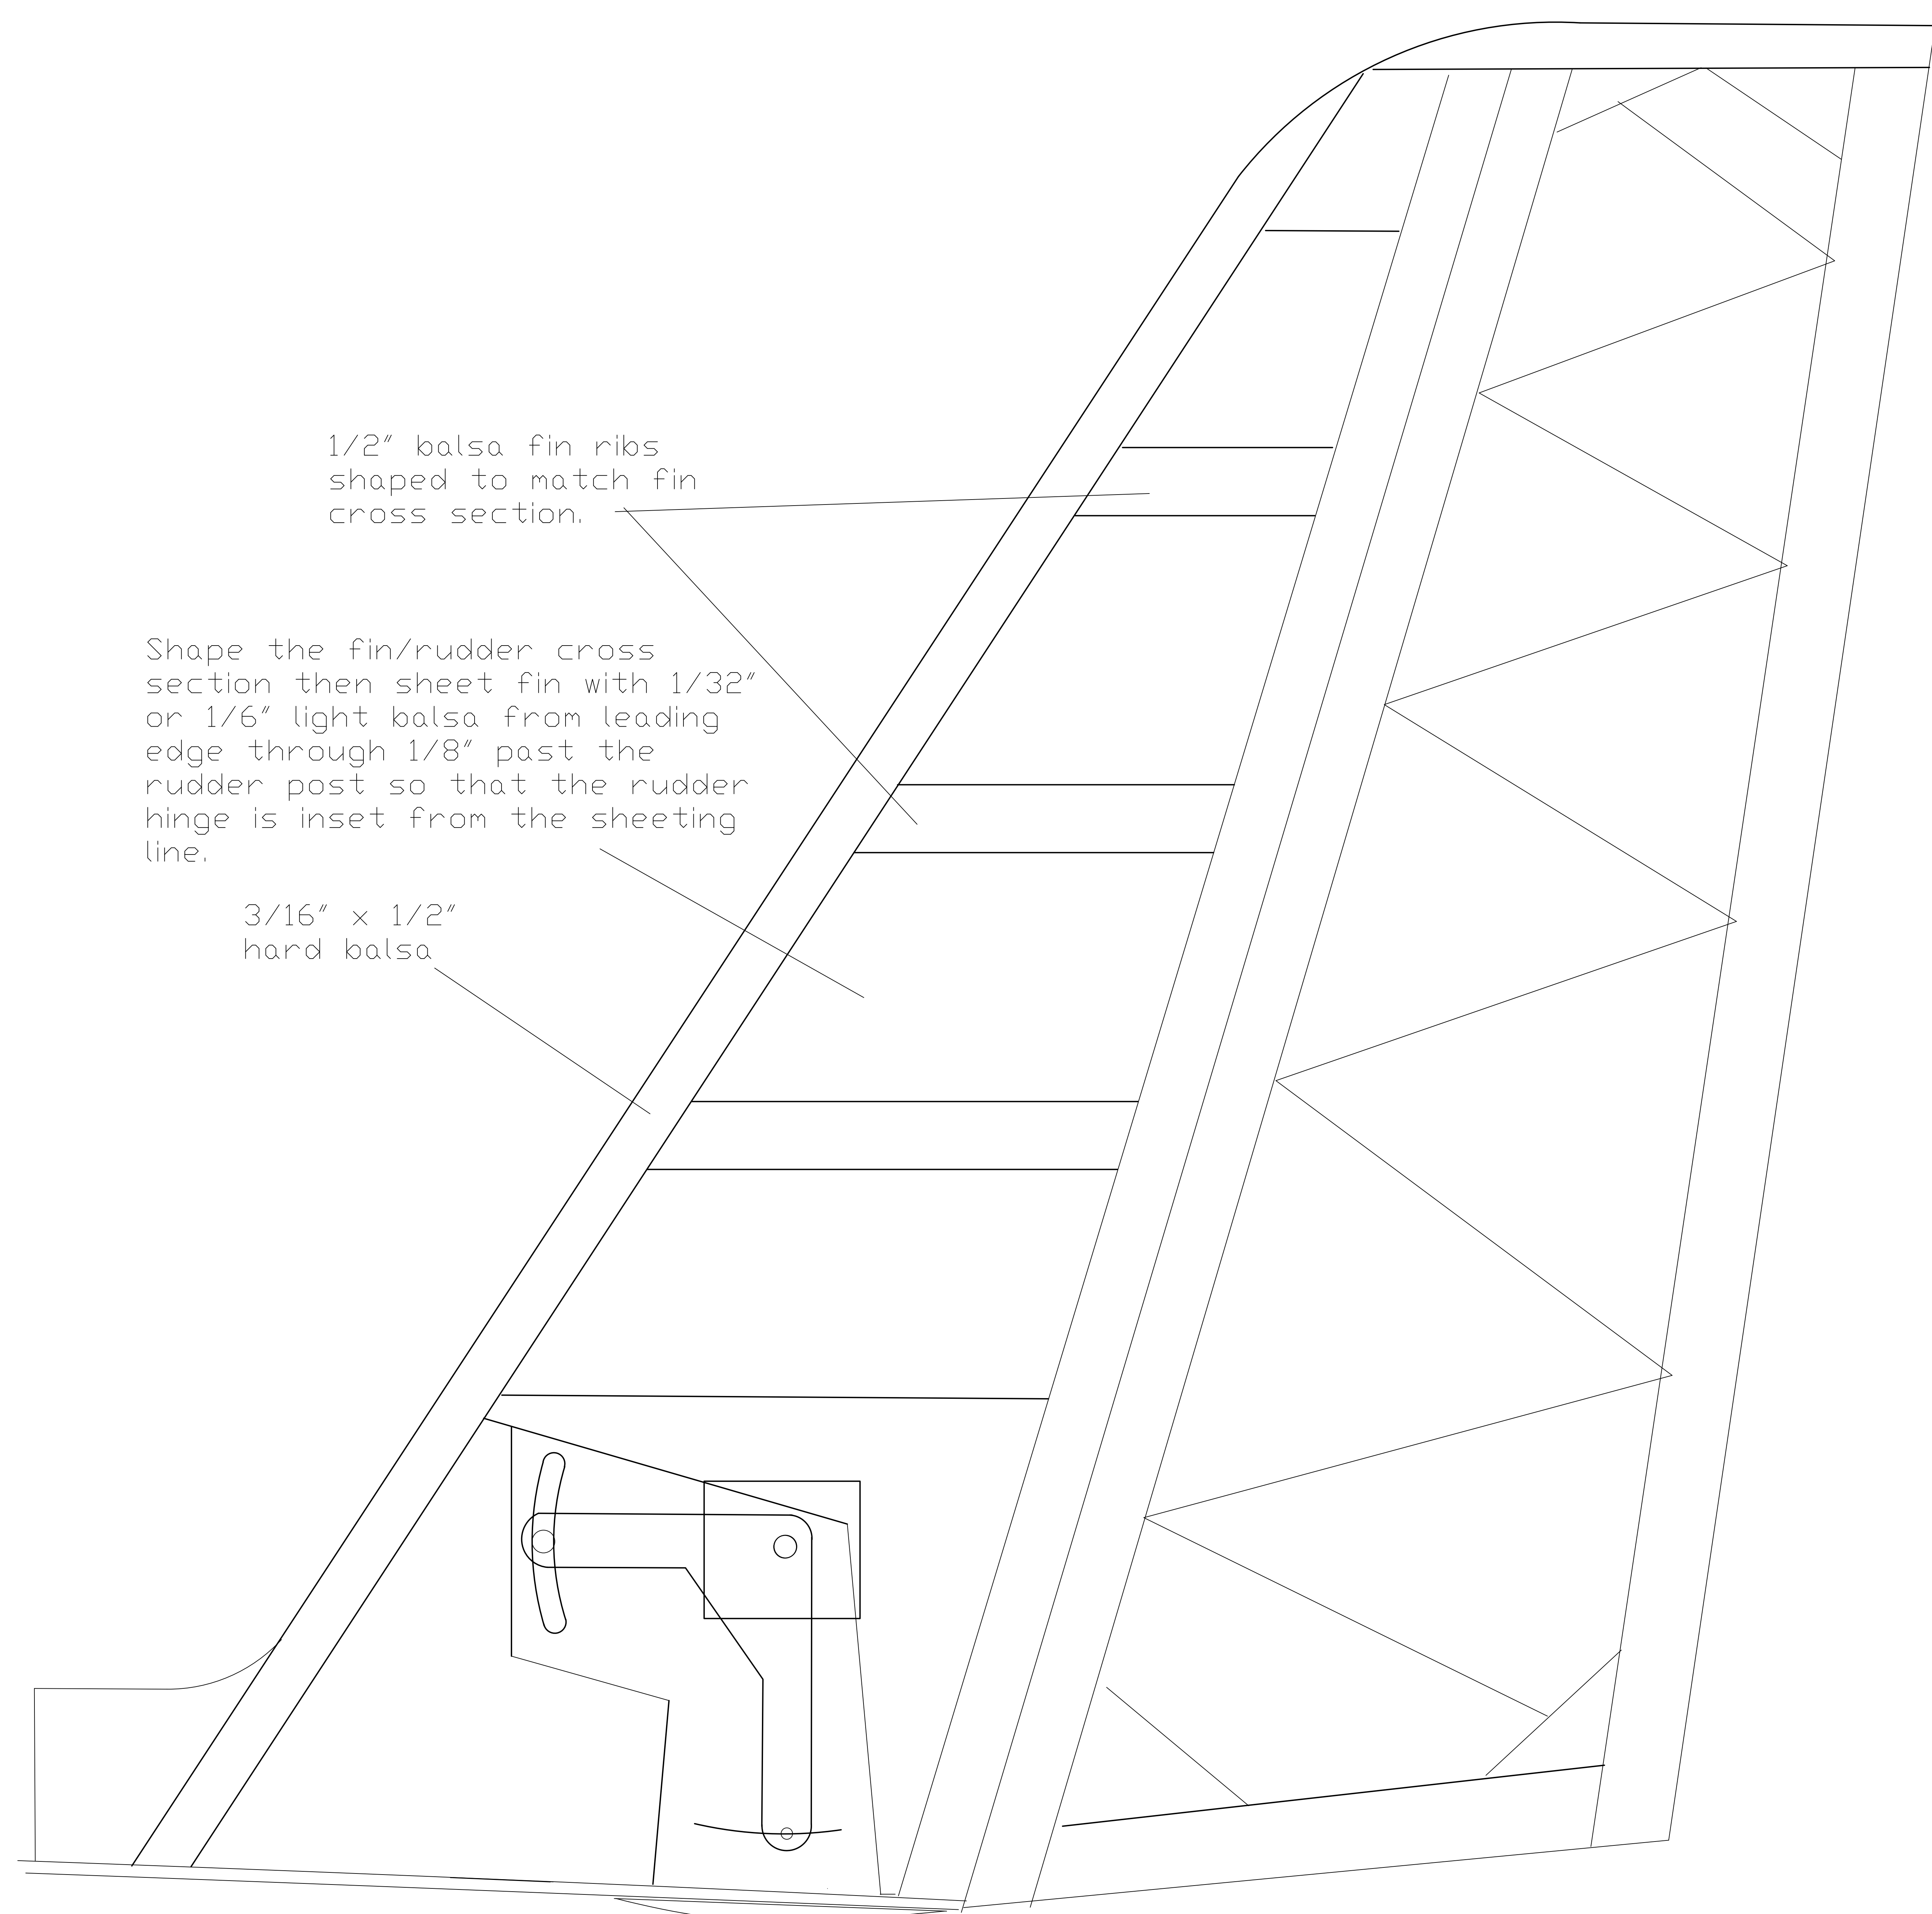 1/2" balsa fin ribs
shaped to match fin
cross section.
Shape the fin/rudder cross
section then sheet fin with 1/32"
or 1/6" light balsa from leading
edge through 1/8" past the
rudder post so that the rudder
hinge is inset from the sheeting
line.
3/16" x 1/2"
hard balsa